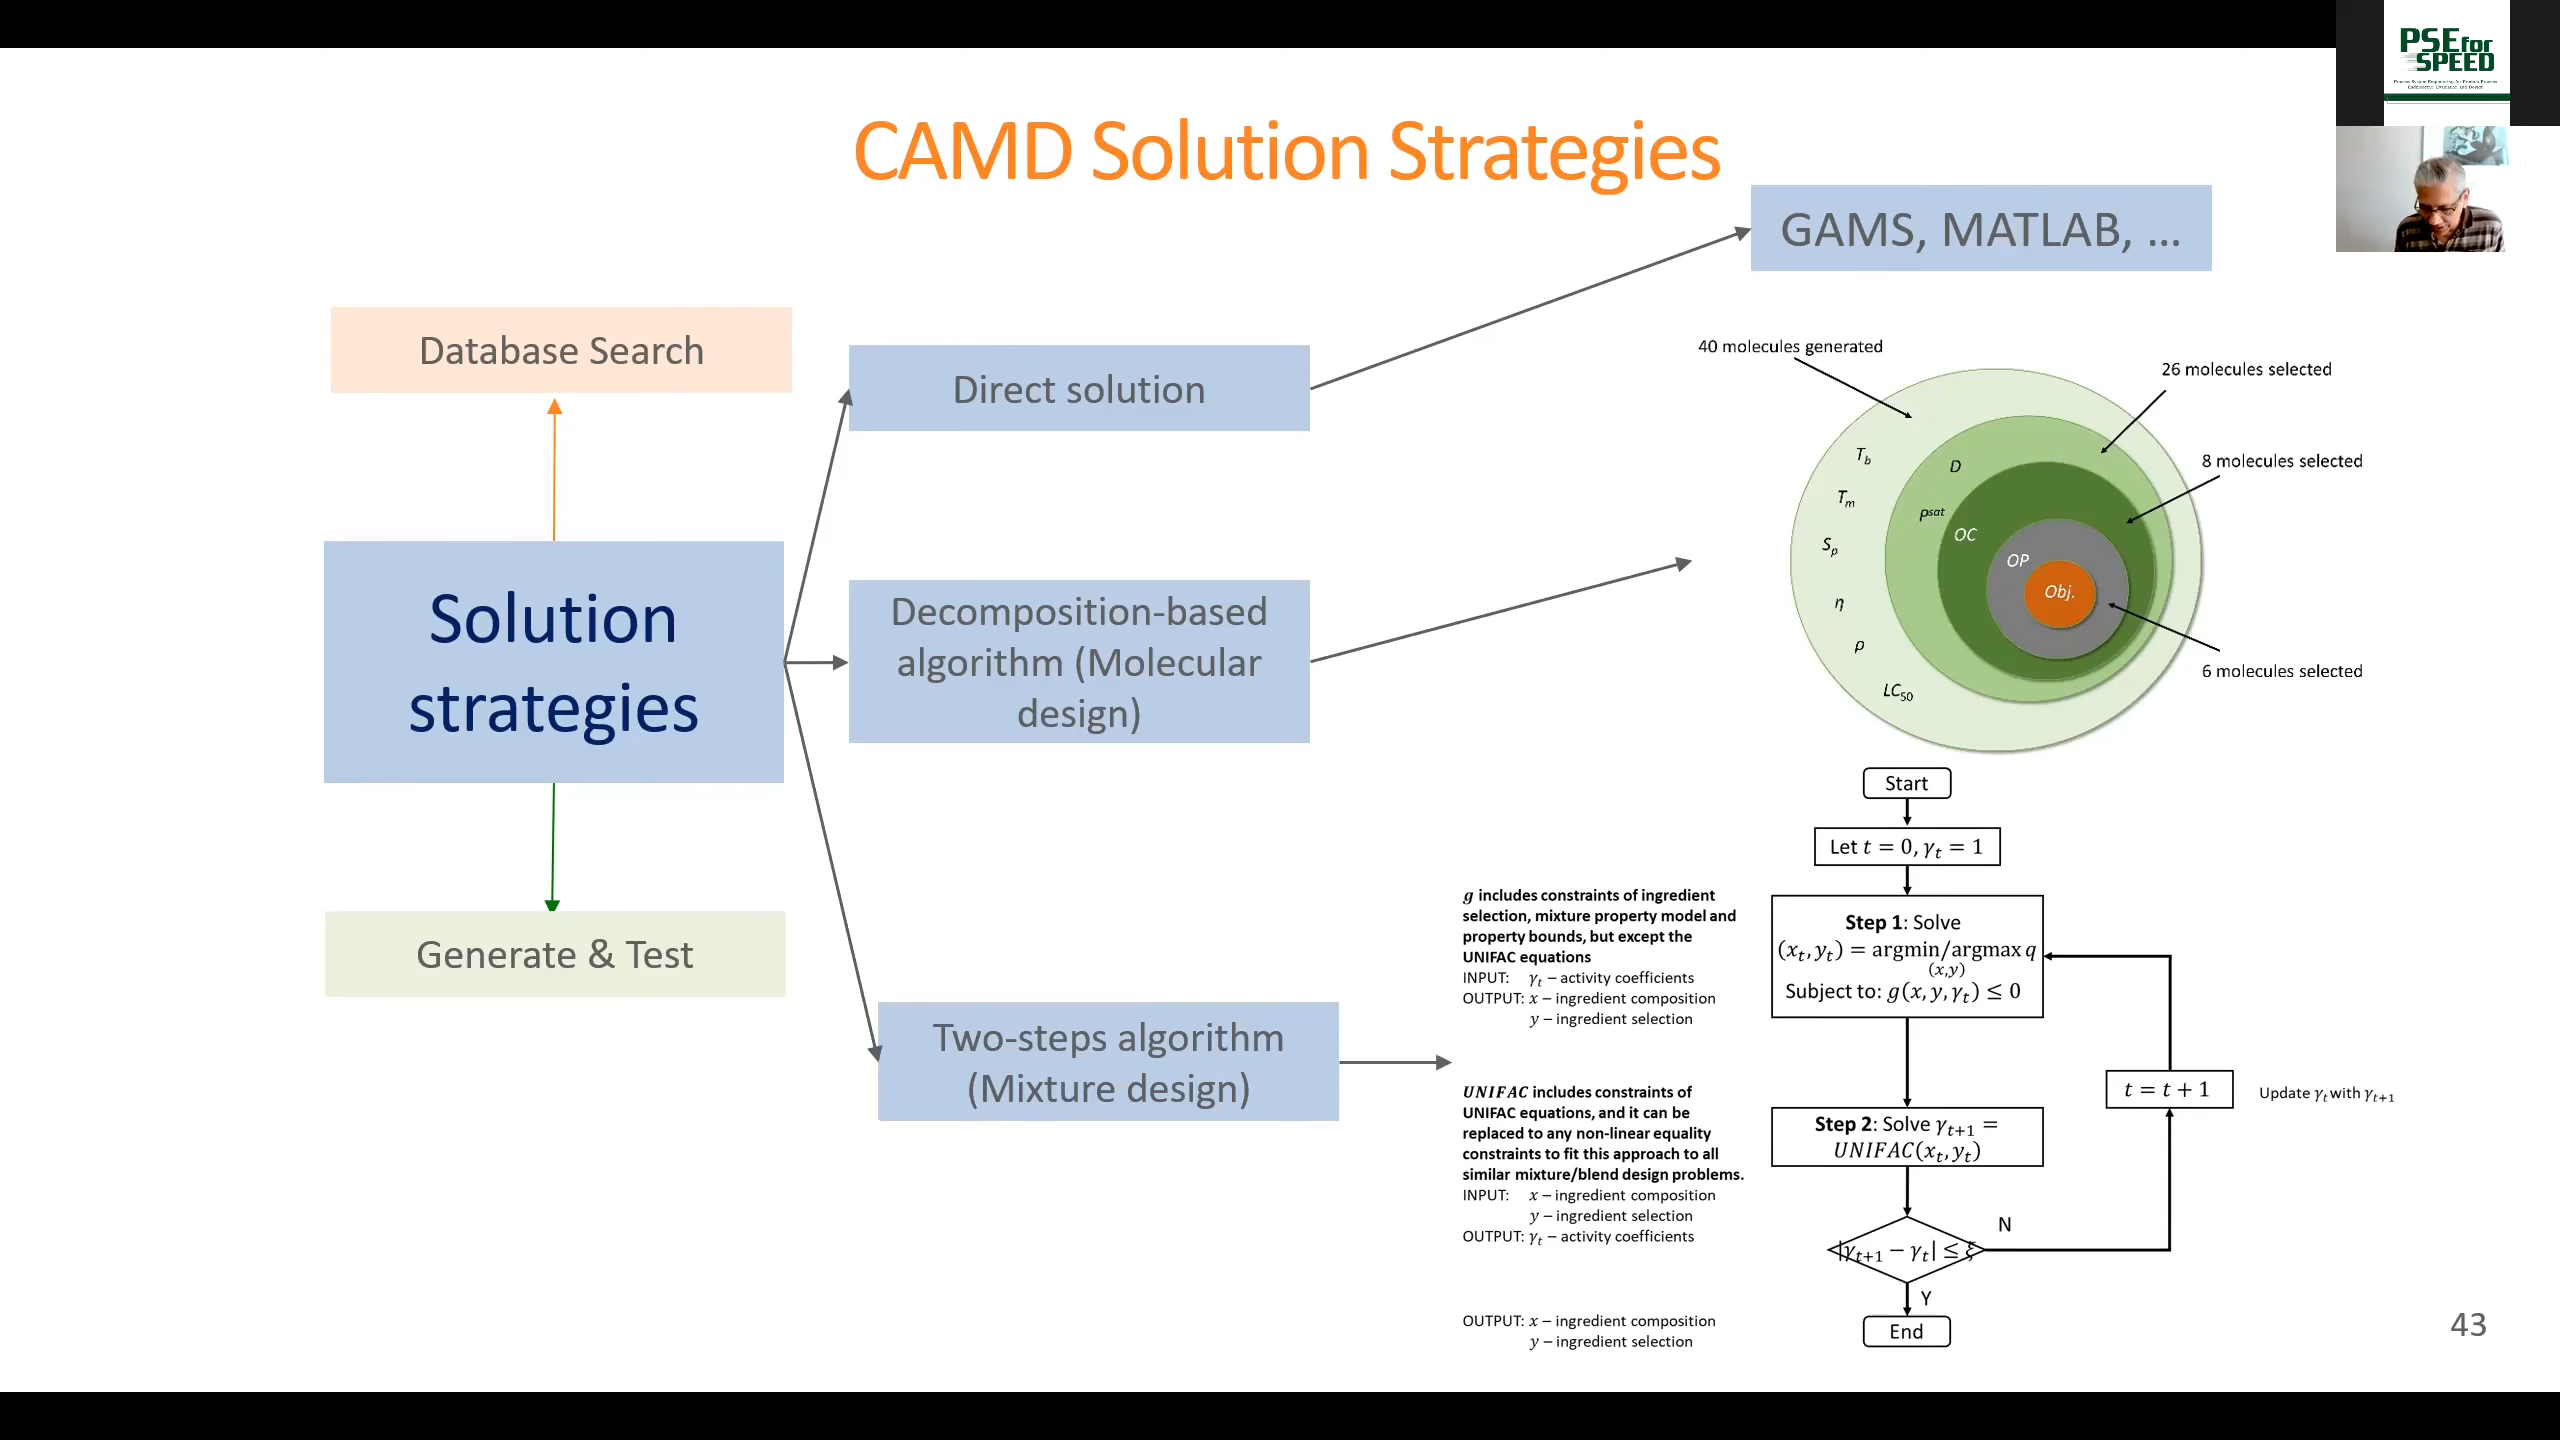 PSE for
SPEED
CAMD Solution Strategies
GAMS, MATLAB, ...
Database Search
Direct solution
Decomposition-based
algorithm (Molecular
design)
Solution
strategies
Generate & Test
Two-steps algorithm
(Mixture design)
40 molecules generated
26 molecules selected
8 molecules selected
6 molecules selected
T_b
T_m
S_p
η
ρ
LC_50
D
P^sat
OC
OP
Obj.
g includes constraints of ingredient
selection, mixture property model and
property bounds, but except the
UNIFAC equations
INPUT: γ_t – activity coefficients
OUTPUT: x – ingredient composition
y – ingredient selection
UNIFAC includes constraints of
UNIFAC equations, and it can be
replaced to any non-linear equality
constraints to fit this approach to all
similar mixture/blend design problems.
INPUT: x – ingredient composition
y – ingredient selection
OUTPUT: γ_t – activity coefficients
OUTPUT: x – ingredient composition
y – ingredient selection
Start
Let t = 0, γ_t = 1
Step 1: Solve
(x_t, y_t) = argmin/argmax q
(x,y)
Subject to: g(x, y, γ_t) ≤ 0
Step 2: Solve γ_{t+1} =
UNIFAC(x_t, y_t)
|γ_{t+1} − γ_t| ≤ ξ
N
Y
End
t = t + 1
Update γ_t with γ_{t+1}
43